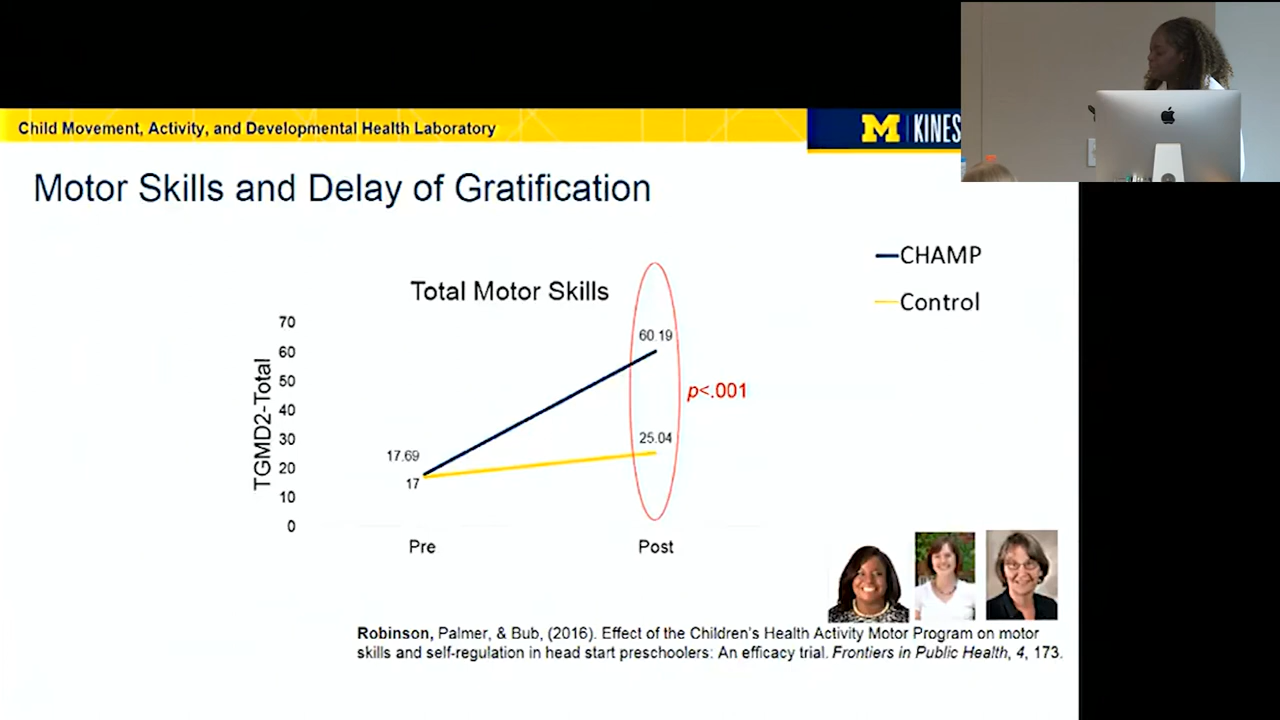 Child Movement, Activity, and Developmental Health Laboratory
M | KINES
Motor Skills and Delay of Gratification
CHAMP
Control
Total Motor Skills
TGMD2-Total
70
60
50
40
30
20
10
0
60.19
p<.001
25.04
17.69
17
Pre
Post
Robinson, Palmer, & Bub, (2016). Effect of the Children's Health Activity Motor Program on motor
skills and self-regulation in head start preschoolers: An efficacy trial. Frontiers in Public Health, 4, 173.